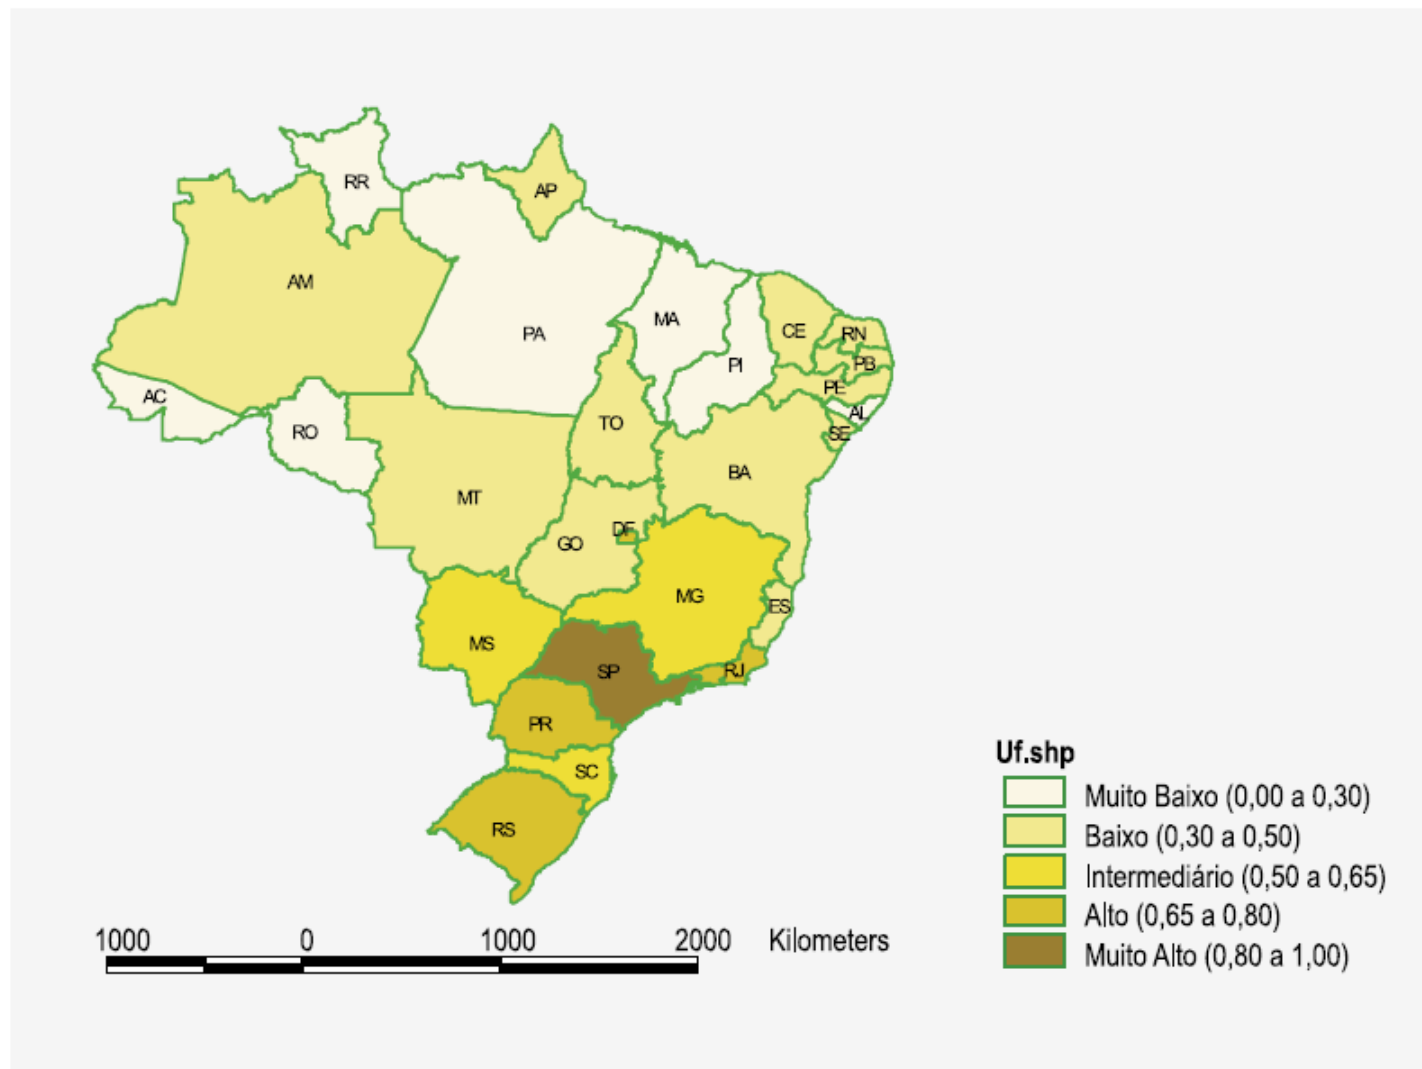 RR
AP
AM
PA
MA
CE
RN
PI
PB
PE
AC
AL
TO
RO
SE
BA
MT
DF
GO
MG
ES
MS
SP
RJ
PR
SC
RS
Uf.shp
Muito Baixo (0,00 a 0,30)
Baixo (0,30 a 0,50)
Intermediário (0,50 a 0,65)
Alto (0,65 a 0,80)
Muito Alto (0,80 a 1,00)
1000 0 1000 2000 Kilometers